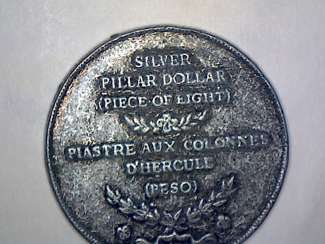 SILVER
PILLAR DOLLAR
(PIECE OF EIGHT)
PIASTRE AUX COLONNES
D'HERCULE
(PESO)